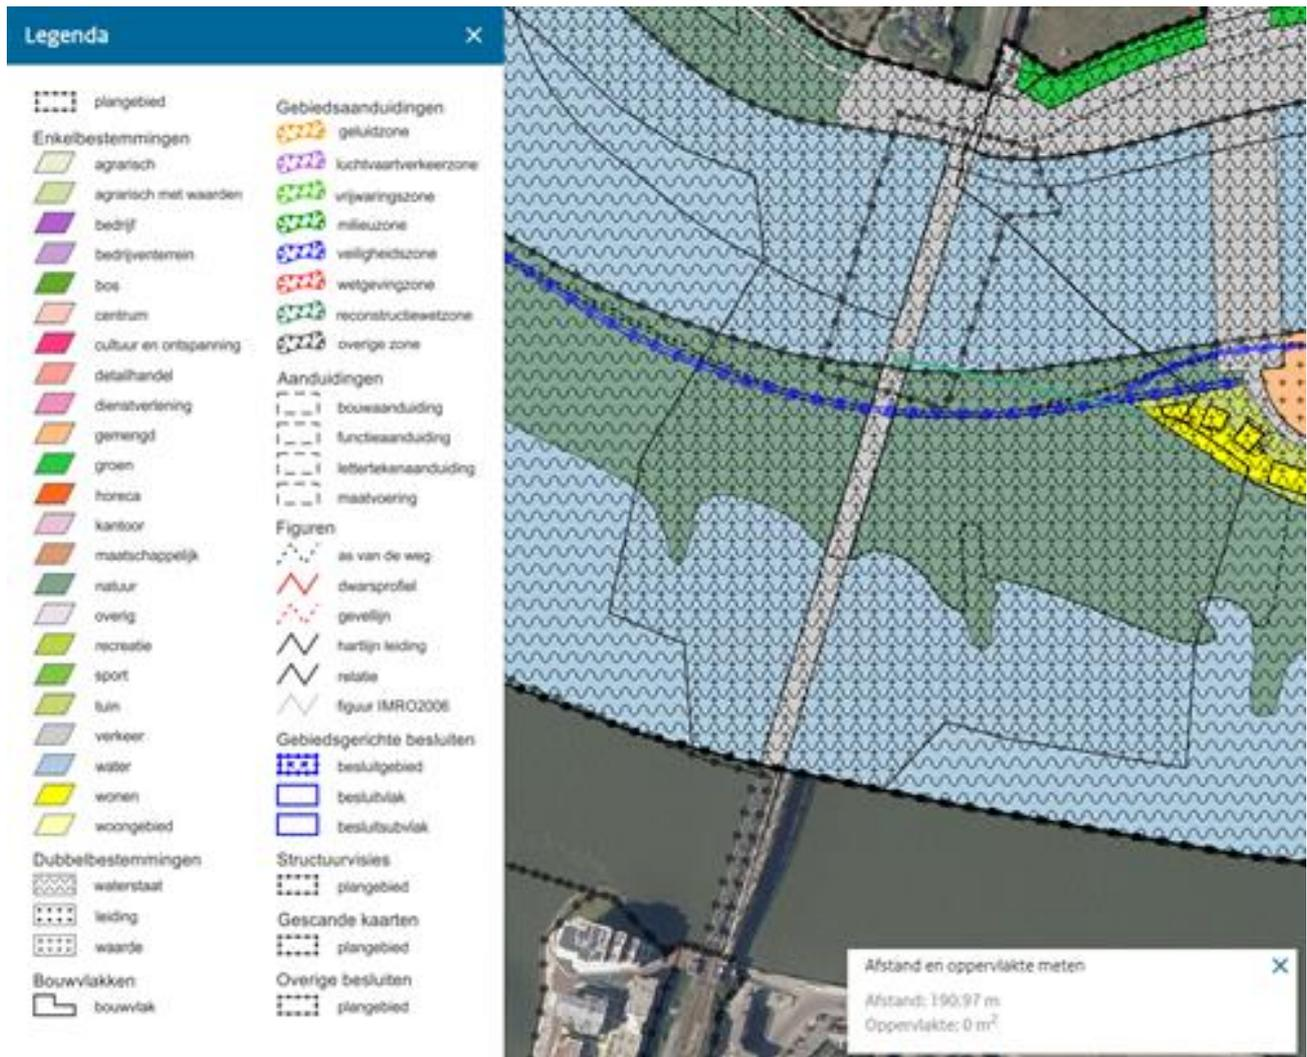 Legenda
plangebied
Enkelbestemmingen
agrarisch
agrarisch met waarden
bedrijf
bedrijventerrein
bos
centrum
cultuur en ontspanning
detailhandel
dienstverlening
gemengd
groen
horeca
kantoor
maatschappelijk
natuur
overig
recreatie
sport
tuin
verkeer
water
wonen
woongebied
Dubbelbestemmingen
waterstaat
leiding
waarde
Bouwvlakken
bouwvlak
Gebiedsaanduidingen
geluidzone
luchtvaartverkeerzone
vrijwaringszone
milieuzone
veiligheidszone
wetgevingzone
reconstructiewetzone
overige zone
Aanduidingen
bouwaanduiding
functieaanduiding
lettertekenaanduiding
maatvoering
Figuren
as van de weg
dwarsprofiel
gevellijn
hartlijn leiding
relatie
figuur IMRO2006
Gebiedsgerichte besluiten
besluitgebied
besluitvlak
besluitsubvlak
Structuurvisies
plangebied
Gescande kaarten
plangebied
Overige besluiten
plangebied
Afstand en oppervlakte meten
Afstand: 190.97 m
Oppervlakte: 0 m²